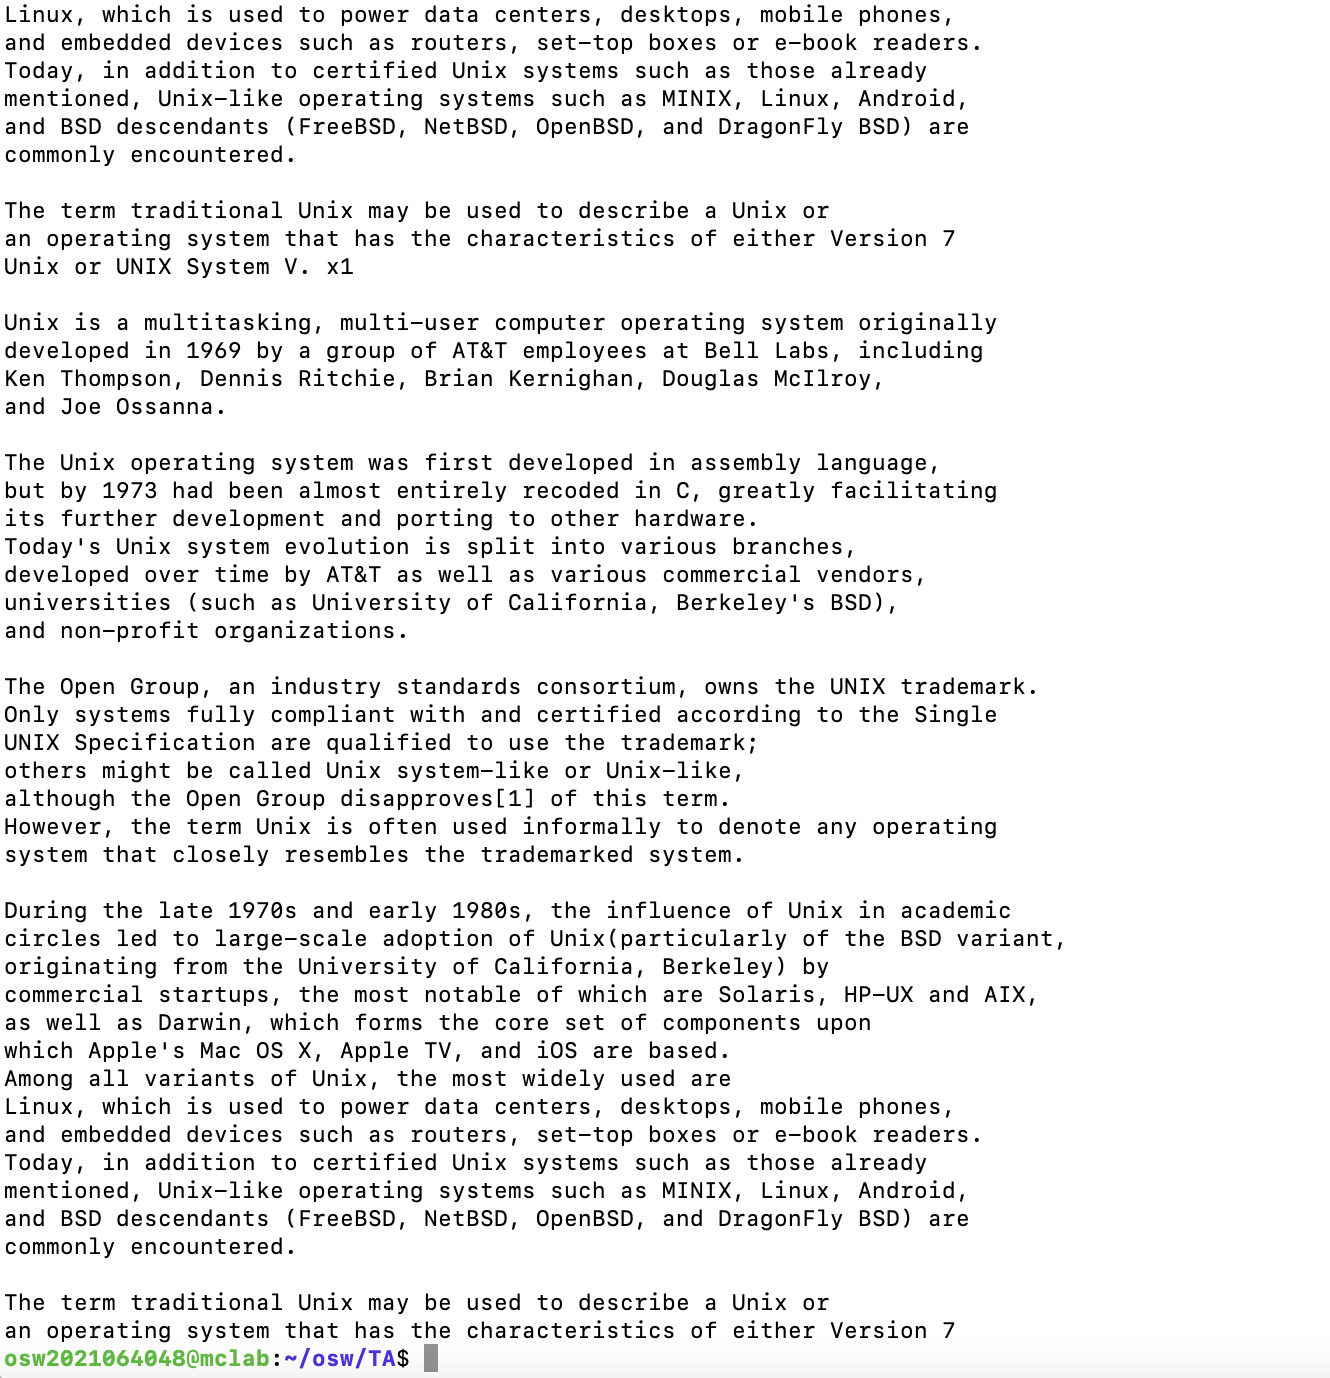 Linux, which is used to power data centers, desktops, mobile phones,
and embedded devices such as routers, set-top boxes or e-book readers.
Today, in addition to certified Unix systems such as those already
mentioned, Unix-like operating systems such as MINIX, Linux, Android,
and BSD descendants (FreeBSD, NetBSD, OpenBSD, and DragonFly BSD) are
commonly encountered.

The term traditional Unix may be used to describe a Unix or
an operating system that has the characteristics of either Version 7
Unix or UNIX System V. x1

Unix is a multitasking, multi-user computer operating system originally
developed in 1969 by a group of AT&T employees at Bell Labs, including
Ken Thompson, Dennis Ritchie, Brian Kernighan, Douglas McIlroy,
and Joe Ossanna.

The Unix operating system was first developed in assembly language,
but by 1973 had been almost entirely recoded in C, greatly facilitating
its further development and porting to other hardware.
Today's Unix system evolution is split into various branches,
developed over time by AT&T as well as various commercial vendors,
universities (such as University of California, Berkeley's BSD),
and non-profit organizations.

The Open Group, an industry standards consortium, owns the UNIX trademark.
Only systems fully compliant with and certified according to the Single
UNIX Specification are qualified to use the trademark;
others might be called Unix system-like or Unix-like,
although the Open Group disapproves[1] of this term.
However, the term Unix is often used informally to denote any operating
system that closely resembles the trademarked system.

During the late 1970s and early 1980s, the influence of Unix in academic
circles led to large-scale adoption of Unix(particularly of the BSD variant,
originating from the University of California, Berkeley) by
commercial startups, the most notable of which are Solaris, HP-UX and AIX,
as well as Darwin, which forms the core set of components upon
which Apple's Mac OS X, Apple TV, and iOS are based.
Among all variants of Unix, the most widely used are
Linux, which is used to power data centers, desktops, mobile phones,
and embedded devices such as routers, set-top boxes or e-book readers.
Today, in addition to certified Unix systems such as those already
mentioned, Unix-like operating systems such as MINIX, Linux, Android,
and BSD descendants (FreeBSD, NetBSD, OpenBSD, and DragonFly BSD) are
commonly encountered.

The term traditional Unix may be used to describe a Unix or
an operating system that has the characteristics of either Version 7
osw2021064048@mclab:~/osw/TA$